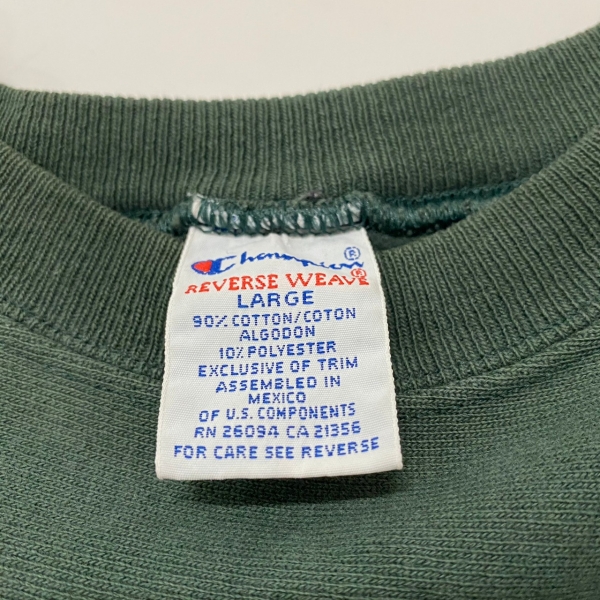 Champion®
REVERSE WEAVE®
LARGE
90% COTTON/COTON
ALGODON
10% POLYESTER
EXCLUSIVE OF TRIM
ASSEMBLED IN
MEXICO
OF U.S. COMPONENTS
RN 26094 CA 21356
FOR CARE SEE REVERSE